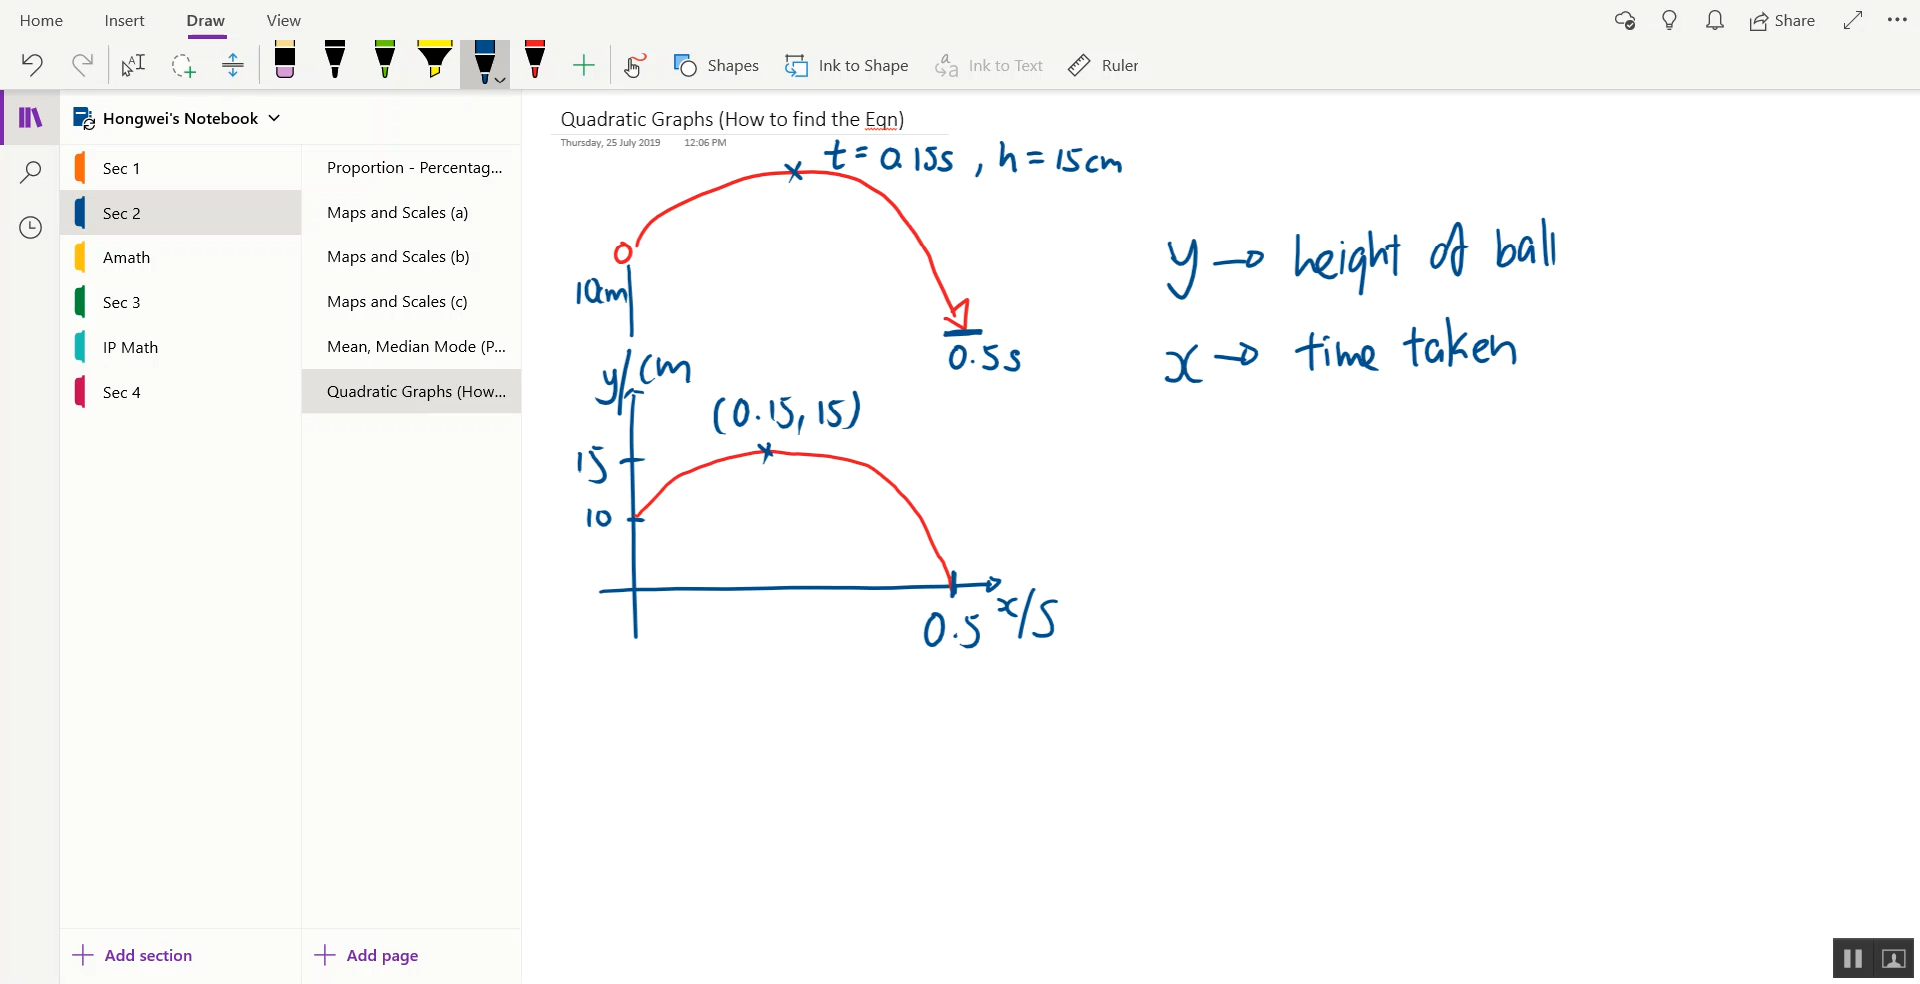 Home Insert Draw View
Share
Shapes Ink to Shape Ink to Text Ruler
Hongwei's Notebook
Sec 1
Sec 2
Amath
Sec 3
IP Math
Sec 4
Add section
Proportion - Percentag...
Maps and Scales (a)
Maps and Scales (b)
Maps and Scales (c)
Mean, Median Mode (P...
Quadratic Graphs (How...
Add page
Quadratic Graphs (How to find the Eqn)
Thursday, 25 July 2019 12:06 PM
t = 0.15s , h = 15cm
10cm
0.5s
y → height of ball
x → time taken
y/cm
(0.15, 15)
15
10
0.5
x/s